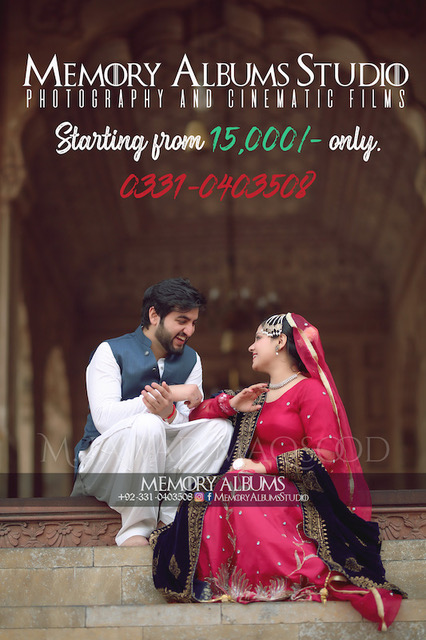 MEMORY ALBUMS STUDIO
PHOTOGRAPHY AND CINEMATIC FILMS
Starting from 15,000/- only.
0331-0403508
MAQSOOD
MEMORY ALBUMS
+92-331-0403508 MEMORYALBUMSSTUDIO